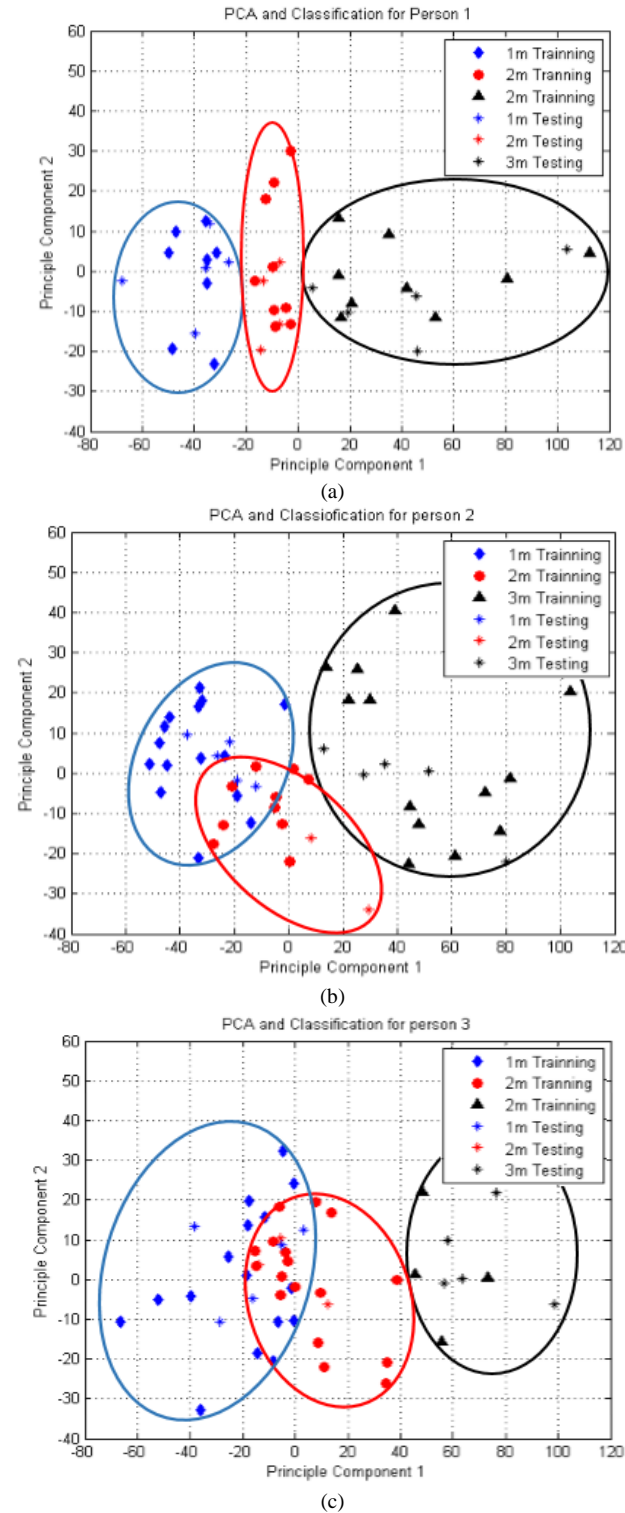 PCA and Classification for Person 1
60
50
40
30
20
10
0
-10
-20
-30
-40
Principle Component 2
1m Trainning
2m Tranning
2m Trainning
1m Testing
2m Testing
3m Testing
-80 -60 -40 -20 0 20 40 60 80 100 120
Principle Component 1
(a)
PCA and Classiofication for person 2
60
50
40
30
20
10
0
-10
-20
-30
-40
Principle Component 2
1m Trainning
2m Trainning
3m Trainning
1m Testing
2m Testing
3m Testing
-80 -60 -40 -20 0 20 40 60 80 100 120
Principle Component 1
(b)
PCA and Classification for person 3
60
50
40
30
20
10
0
-10
-20
-30
-40
Principle Component 2
1m Trainning
2m Tranning
2m Trainning
1m Testing
2m Testing
3m Testing
-80 -60 -40 -20 0 20 40 60 80 100 120
Principle Component 1
(c)